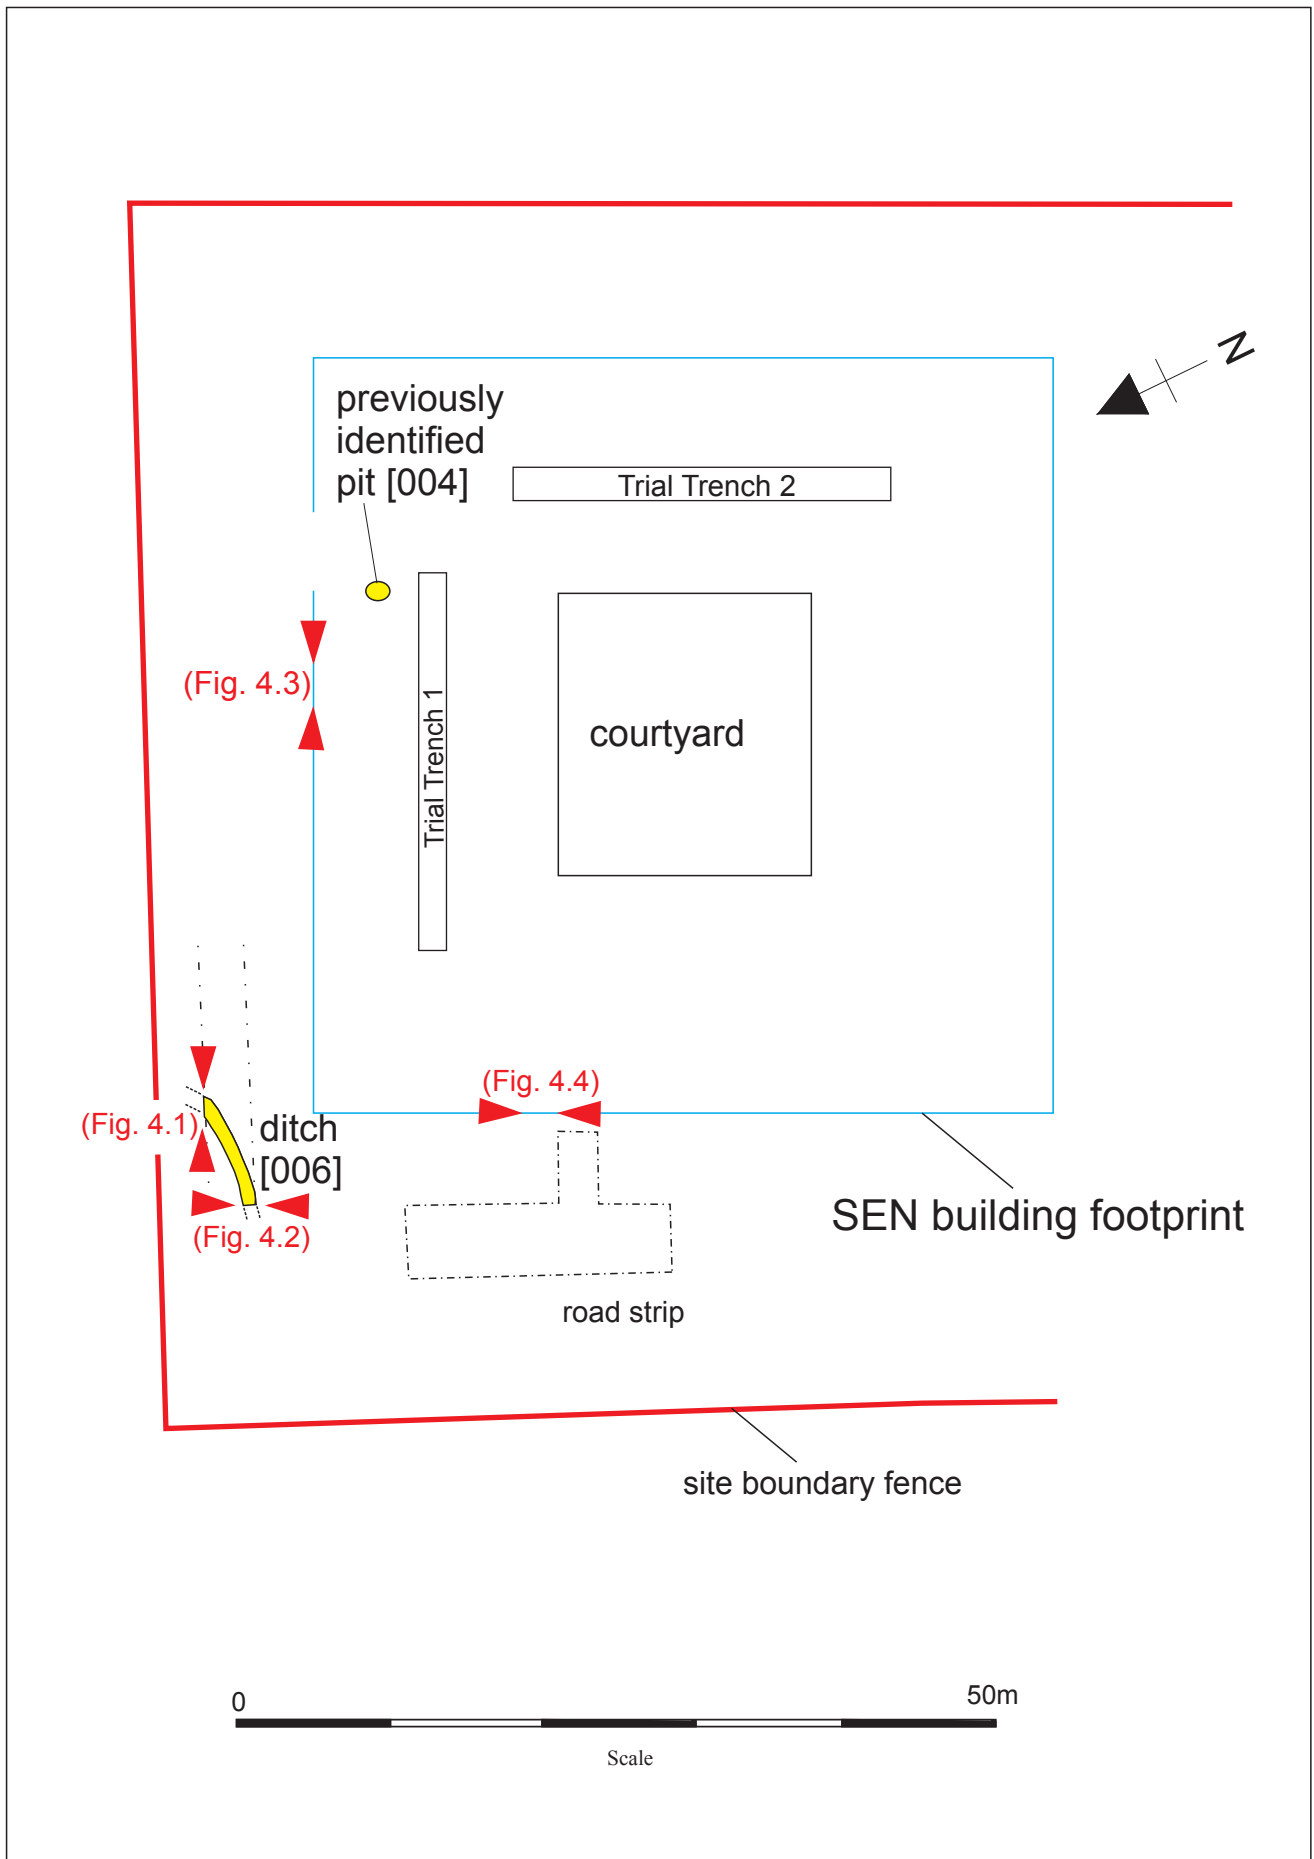 N
previously
identified
pit [004]
Trial Trench 2
(Fig. 4.3)
Trial Trench 1
courtyard
(Fig. 4.4)
(Fig. 4.1)
ditch
[006]
(Fig. 4.2)
SEN building footprint
road strip
site boundary fence
0
50m
Scale